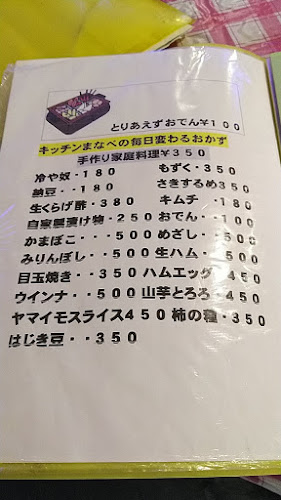 とりあえずおでん¥100
キッチンまなべの毎日変わるおかず
手作り家庭料理¥350
冷や奴・180 もずく・350
納豆・・180 さきするめ350
生くらげ酢・380 キムチ ・180
自家製漬け物・250 おでん・・100
かまぼこ・・・500 めざし・・500
みりんぼし・・500 生ハム・・500
目玉焼き・・350 ハムエッグ・450
ウインナ・・500 山芋とろろ・450
ヤマイモスライス450 柿の種・350
はじき豆・・350